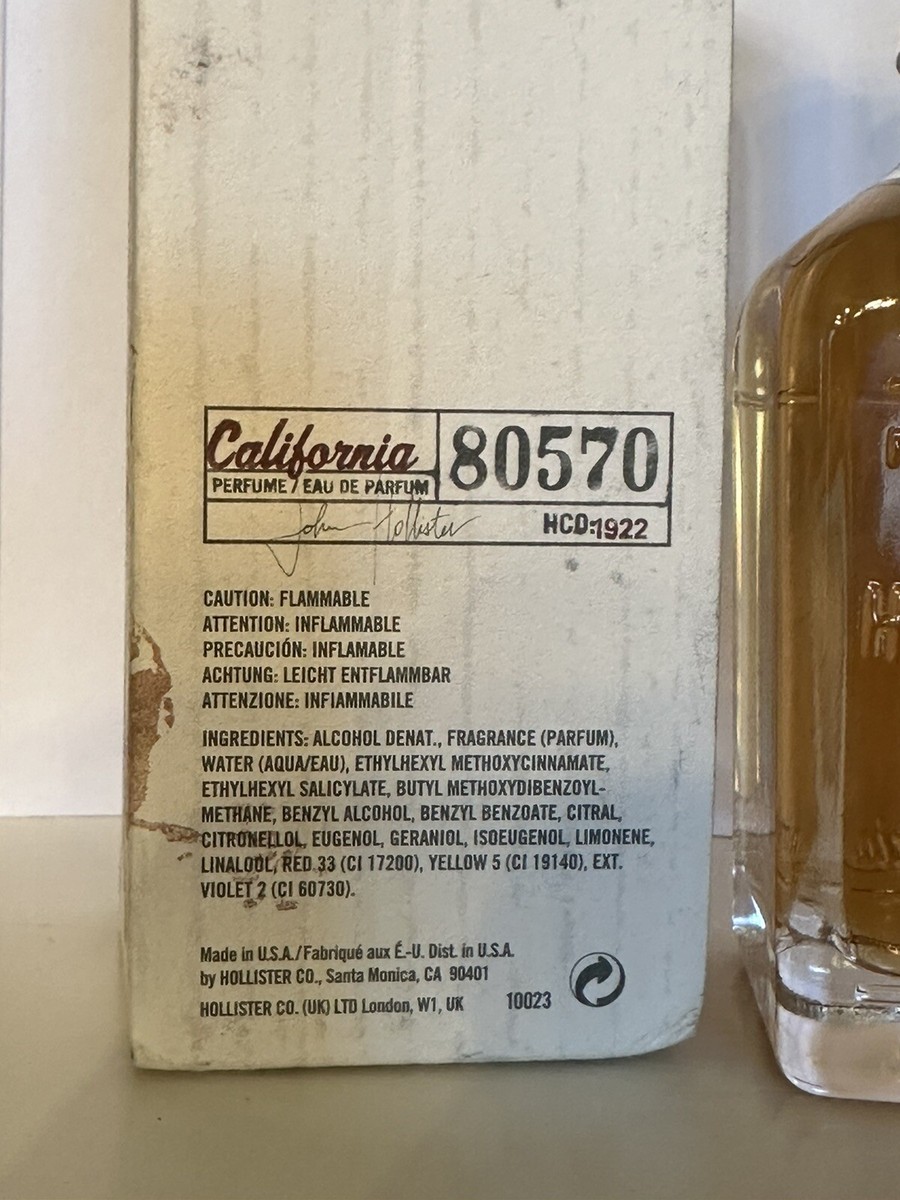 California
PERFUME / EAU DE PARFUM
80570
John Hollister
HCO:1922
CAUTION: FLAMMABLE
ATTENTION: INFLAMMABLE
PRECAUCIÓN: INFLAMABLE
ACHTUNG: LEICHT ENTFLAMMBAR
ATTENZIONE: INFIAMMABILE
INGREDIENTS: ALCOHOL DENAT., FRAGRANCE (PARFUM),
WATER (AQUA/EAU), ETHYLHEXYL METHOXYCINNAMATE,
ETHYLHEXYL SALICYLATE, BUTYL METHOXYDIBENZOYL-
METHANE, BENZYL ALCOHOL, BENZYL BENZOATE, CITRAL,
CITRONELLOL, EUGENOL, GERANIOL, ISOEUGENOL, LIMONENE,
LINALOOL, RED 33 (CI 17200), YELLOW 5 (CI 19140), EXT.
VIOLET 2 (CI 60730).
Made in U.S.A./Fabriqué aux É.-U. Dist. in U.S.A.
by HOLLISTER CO., Santa Monica, CA 90401
HOLLISTER CO. (UK) LTD London, W1, UK 10023